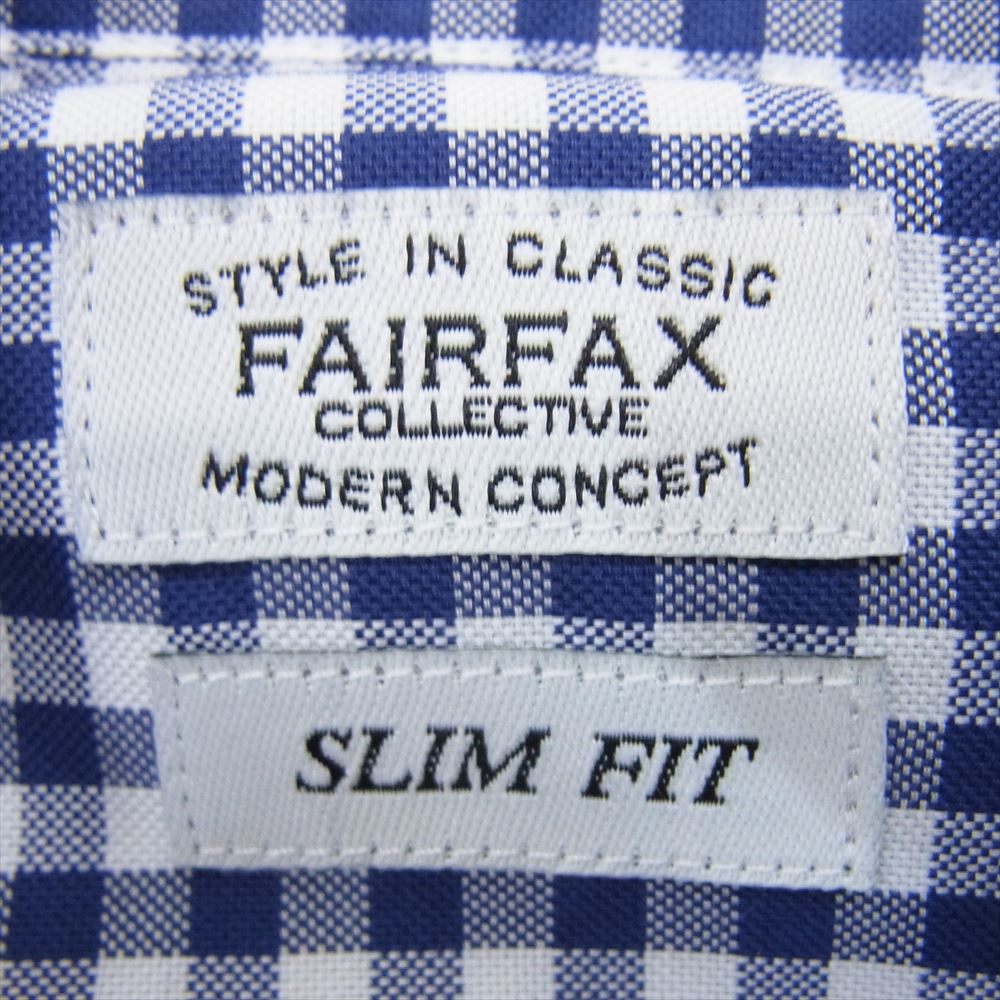 STYLE IN CLASSIC
FAIRFAX
COLLECTIVE
MODERN CONCEPT
SLIM FIT